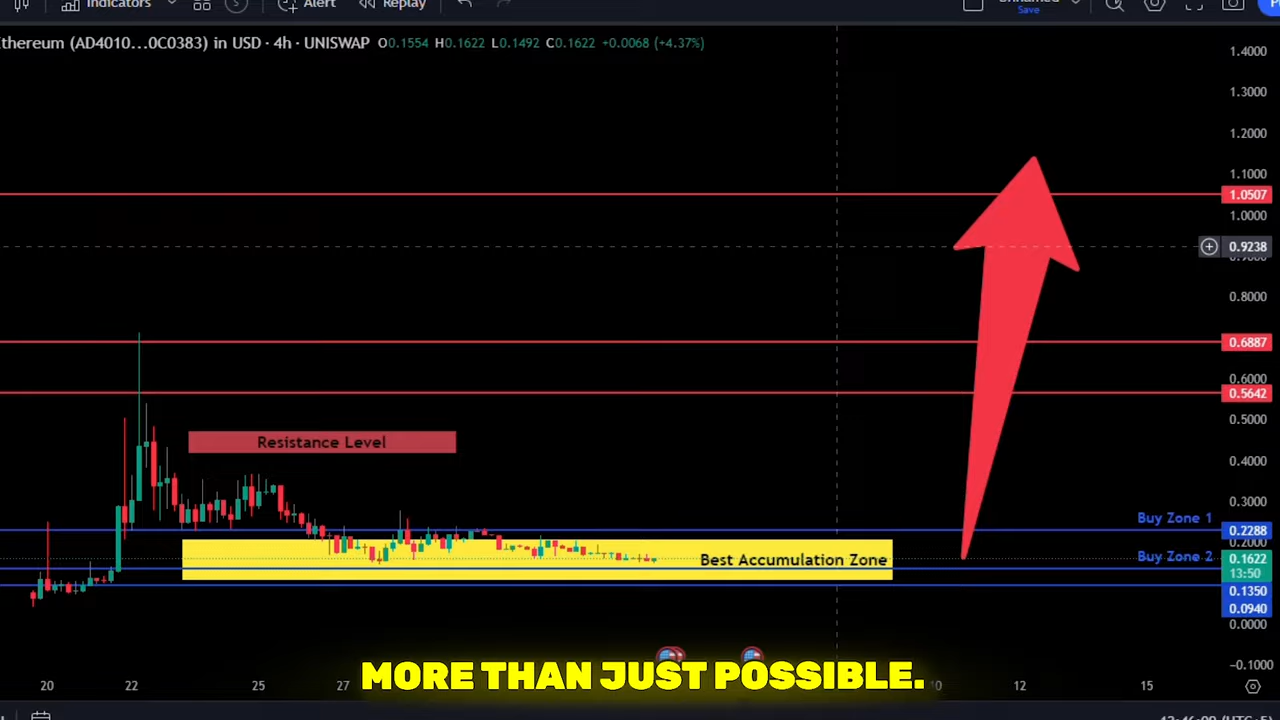 Indicators
Alert
Replay
Save
Ethereum (AD4010...0C0383) in USD · 4h · UNISWAP O0.1554 H0.1622 L0.1492 C0.1622 +0.0068 (+4.37%)
1.4000
1.3000
1.2000
1.1000
1.0507
1.0000
0.9238
0.8000
0.6887
0.6000
0.5642
0.5000
Resistance Level
0.4000
0.3000
Buy Zone 1
0.2288
Buy Zone 2
Best Accumulation Zone
0.1622
13:50
0.1350
0.0940
0.0000
-0.1000
MORE THAN JUST POSSIBLE.
20 22 25 27 10 12 15